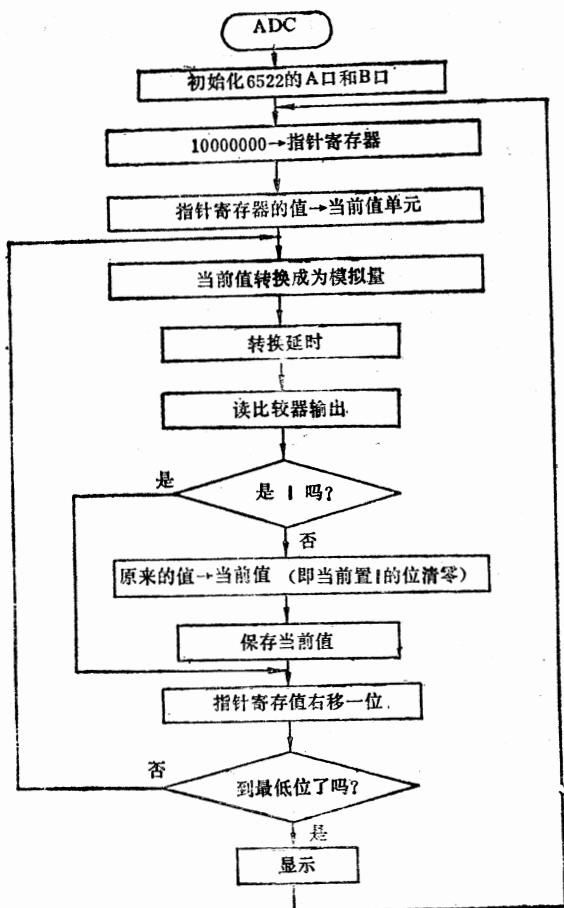 ADC
初始化6522的A口和B口
10000000→指针寄存器
指针寄存器的值→当前值单元
当前值转换成为模拟量
转换延时
读比较器输出
是
是1吗?
否
原来的值→当前值 (即当前置1的位清零)
保存当前值
指针寄存值右移一位
否
到最低位了吗?
是
显示